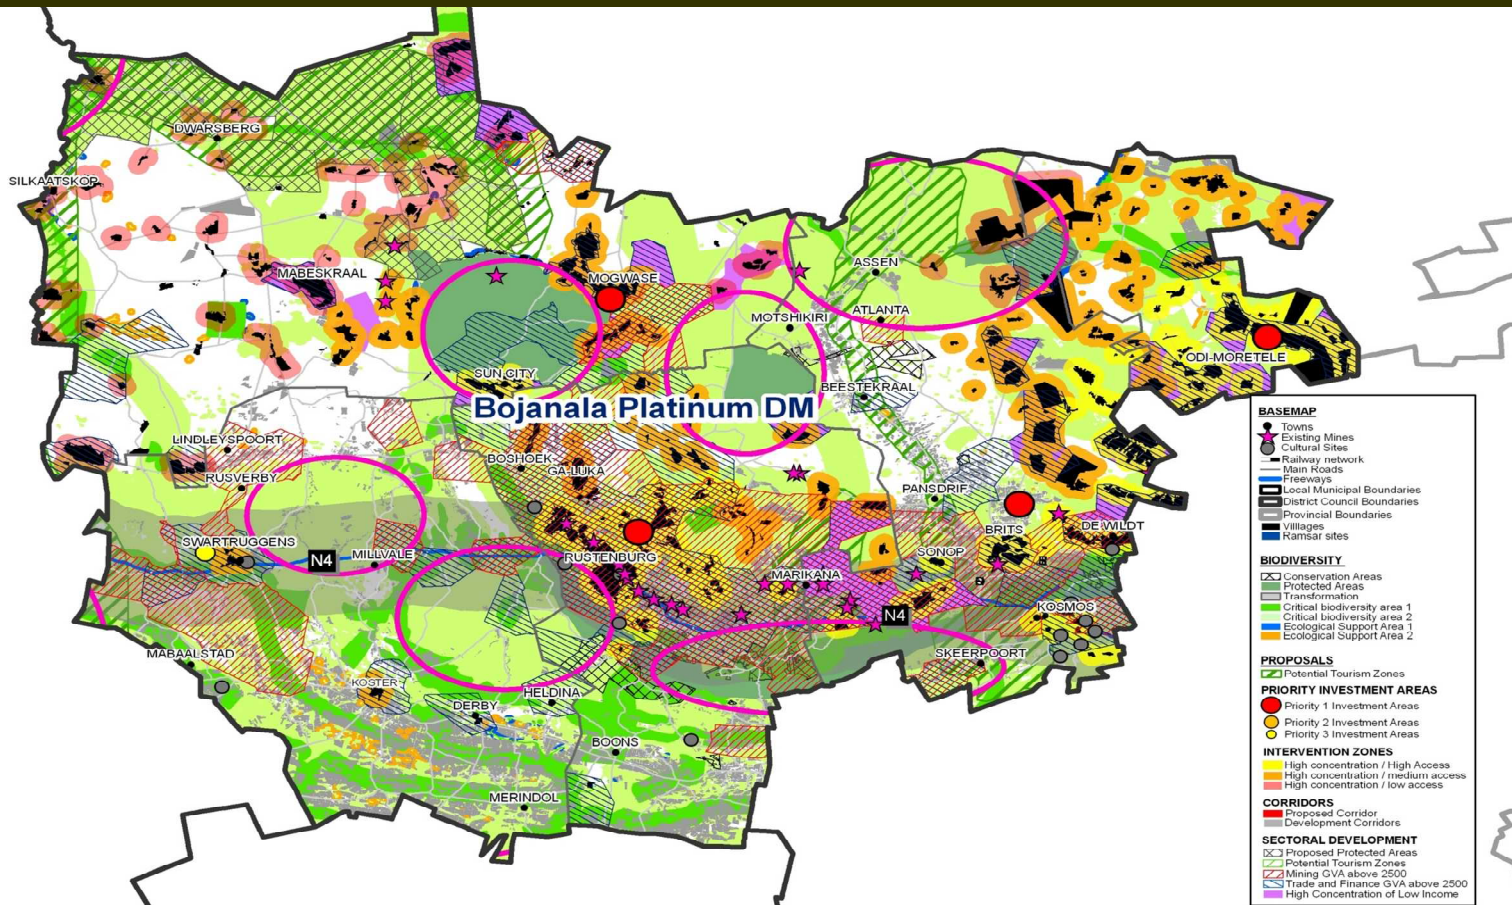 DWARSBERG
SILKAATSKOP
MABESKRAAL
MOGWASE
ASSEN
MOTSHIKIRI
ATLANTA
ODI-MORETELE
SUN CITY
BEESTEKRAAL
Bojanala Platinum DM
LINDLEYSPOORT
BOSHOEK
GA-LUKA
RUSVERBY
PANSDRIF
SWARTRUGGENS
N4
MILLVALE
RUSTENBURG
BRITS
DE WILDT
SONOP
MARIKANA
N4
KOSMOS
MABAALSTAD
SKEERPOORT
KOSTER
HELDINA
DERBY
BOONS
MERINDOL
BASEMAP
Towns
Existing Mines
Cultural Sites
Railway network
Main Roads
Freeways
Local Municipal Boundaries
District Council Boundaries
Provincial Boundaries
Villlages
Ramsar sites
BIODIVERSITY
Conservation Areas
Protected Areas
Transformation
Critical biodiversity area 1
Critical biodiversity area 2
Ecological Support Area 1
Ecological Support Area 2
PROPOSALS
Potential Tourism Zones
PRIORITY INVESTMENT AREAS
Priority 1 Investment Areas
Priority 2 Investment Areas
Priority 3 Investment Areas
INTERVENTION ZONES
High concentration / High Access
High concentration / medium access
High concentration / low access
CORRIDORS
Proposed Corridor
Development Corridors
SECTORAL DEVELOPMENT
Proposed Protected Areas
Potential Tourism Zones
Mining GVA above 2500
Trade and Finance GVA above 2500
High Concentration of Low Income